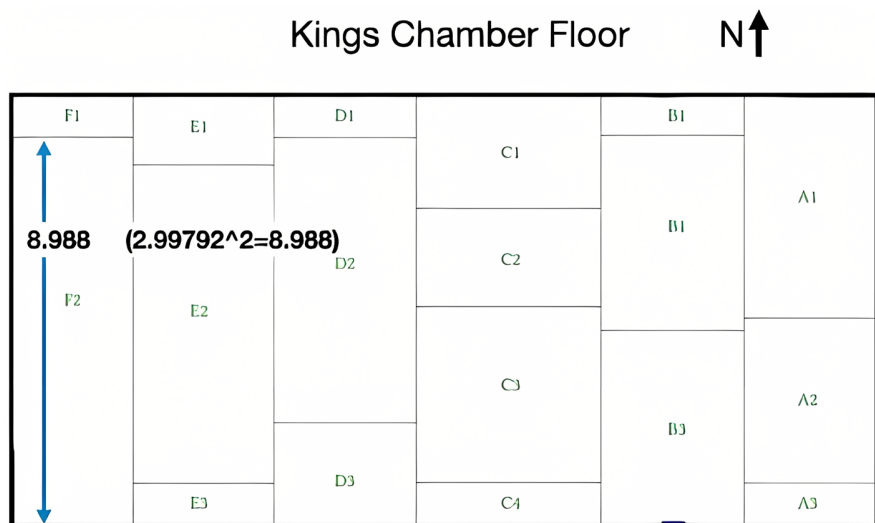 Kings Chamber Floor N
F1 E1 D1 C1 B1 A1
8.988 (2.99792^2=8.988)
F2 E2 D2 C2 B1 A2
C3
E3 D3 C4 B3 A3